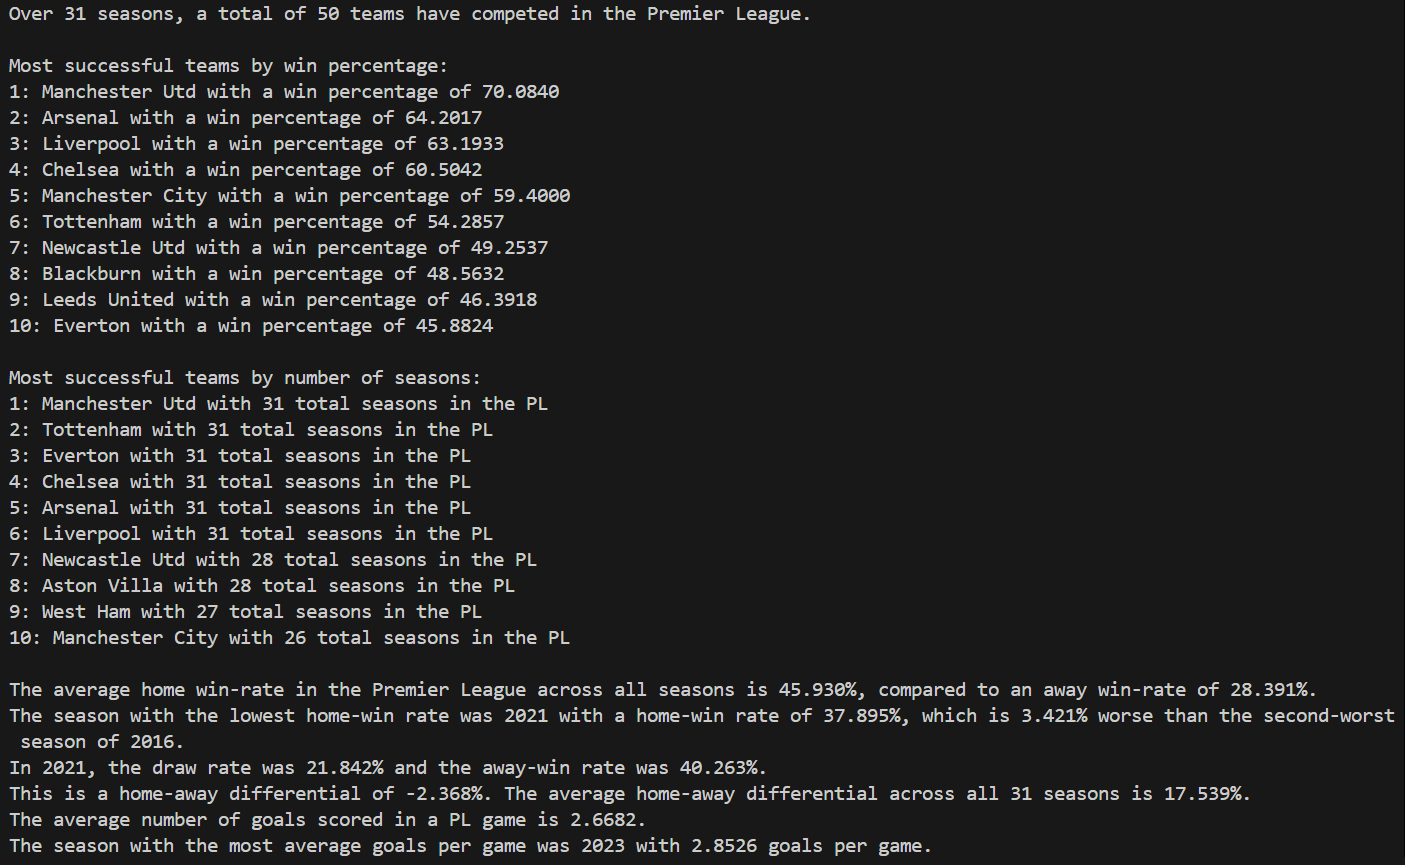 Over 31 seasons, a total of 50 teams have competed in the Premier League.
Most successful teams by win percentage:
1: Manchester Utd with a win percentage of 70.0840
2: Arsenal with a win percentage of 64.2017
3: Liverpool with a win percentage of 63.1933
4: Chelsea with a win percentage of 60.5042
5: Manchester City with a win percentage of 59.4000
6: Tottenham with a win percentage of 54.2857
7: Newcastle Utd with a win percentage of 49.2537
8: Blackburn with a win percentage of 48.5632
9: Leeds United with a win percentage of 46.3918
10: Everton with a win percentage of 45.8824
Most successful teams by number of seasons:
1: Manchester Utd with 31 total seasons in the PL
2: Tottenham with 31 total seasons in the PL
3: Everton with 31 total seasons in the PL
4: Chelsea with 31 total seasons in the PL
5: Arsenal with 31 total seasons in the PL
6: Liverpool with 31 total seasons in the PL
7: Newcastle Utd with 28 total seasons in the PL
8: Aston Villa with 28 total seasons in the PL
9: West Ham with 27 total seasons in the PL
10: Manchester City with 26 total seasons in the PL
The average home win-rate in the Premier League across all seasons is 45.930%, compared to an away win-rate of 28.391%.
The season with the lowest home-win rate was 2021 with a home-win rate of 37.895%, which is 3.421% worse than the second-worst
season of 2016.
In 2021, the draw rate was 21.842% and the away-win rate was 40.263%.
This is a home-away differential of -2.368%. The average home-away differential across all 31 seasons is 17.539%.
The average number of goals scored in a PL game is 2.6682.
The season with the most average goals per game was 2023 with 2.8526 goals per game.